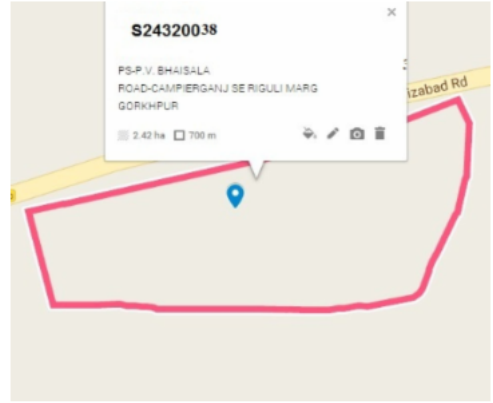 S24320038
PS-P.V. BHAISALA
ROAD-CAMPIERGANJ SE RIGULI MARG
GORKHPUR
2.42 ha 700 m
izabad Rd